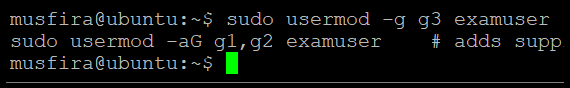 musfira@ubuntu:~$ sudo usermod -g g3 examuser
sudo usermod -aG g1,g2 examuser    # adds supp
musfira@ubuntu:~$